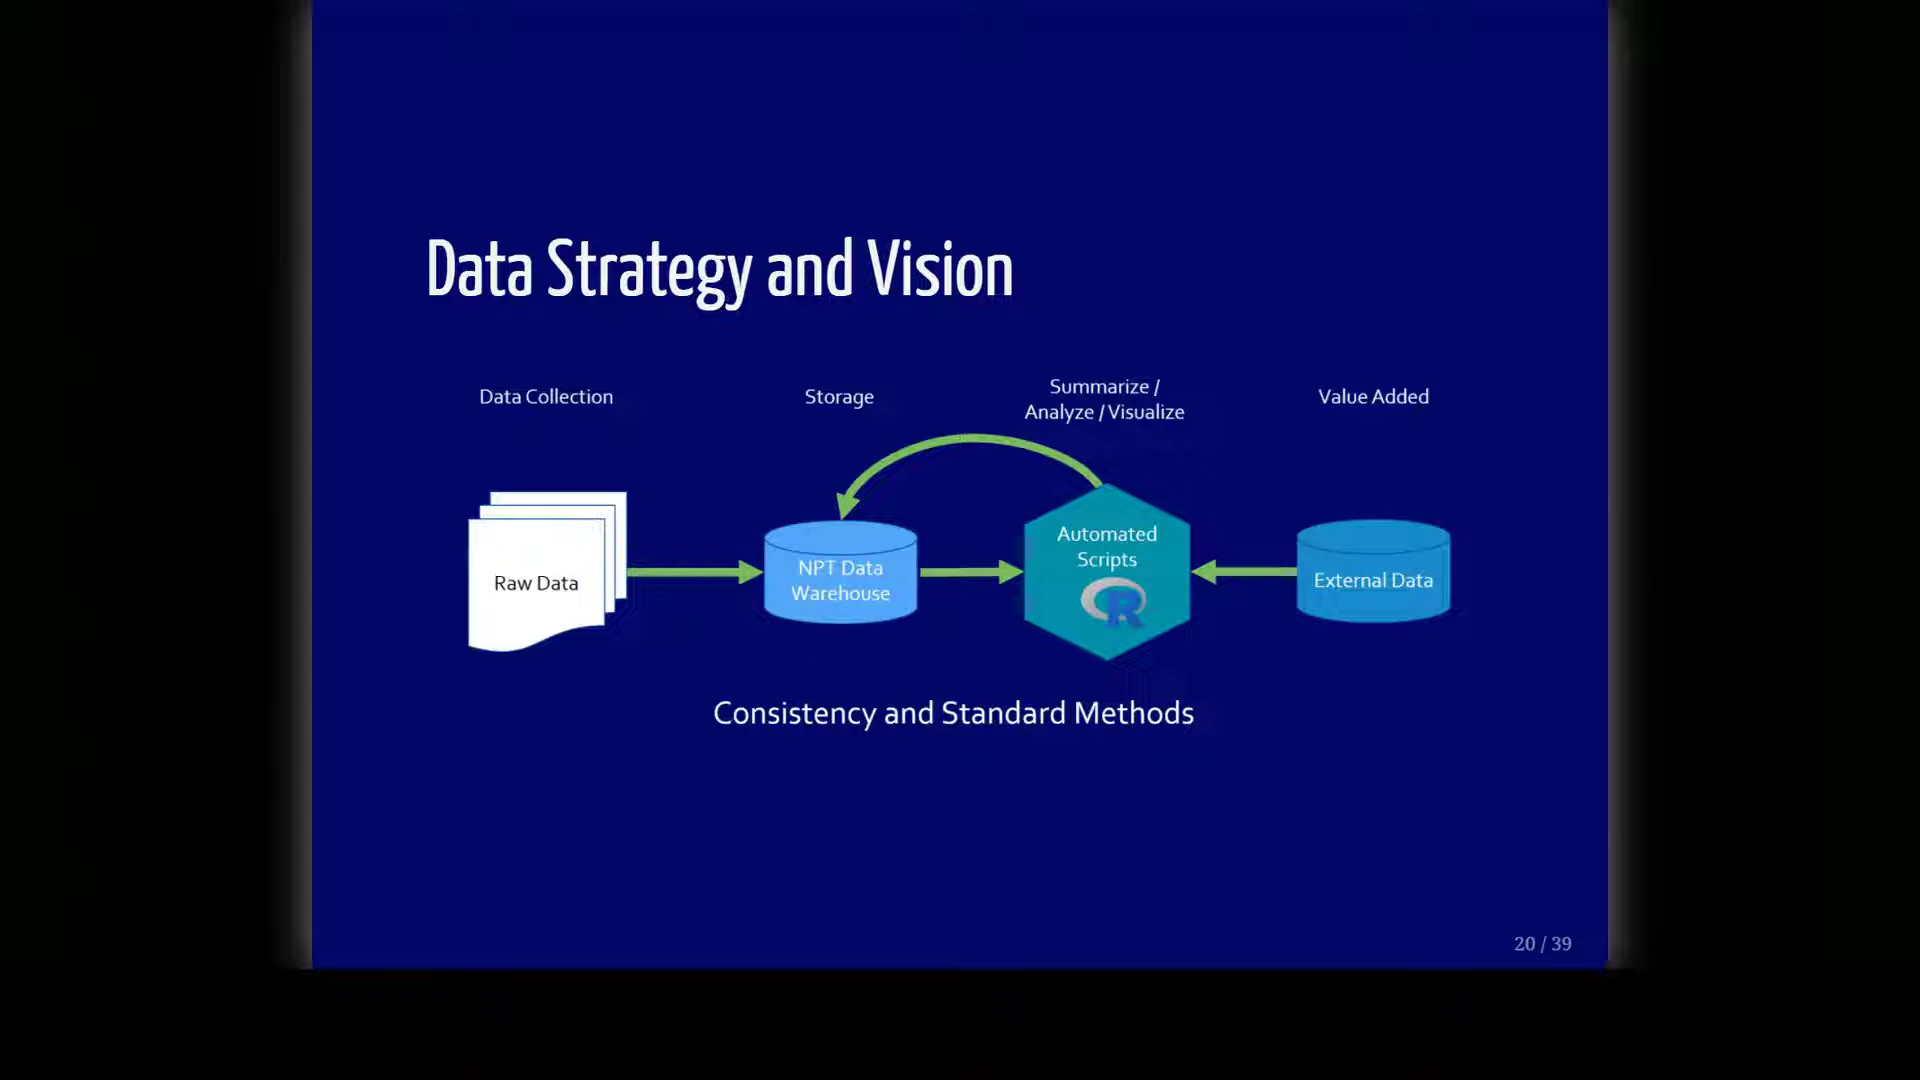 Data Strategy and Vision
Data Collection
Storage
Summarize /
Analyze / Visualize
Value Added
Raw Data
NPT Data
Warehouse
Automated
Scripts
R
External Data
Consistency and Standard Methods
20 / 39